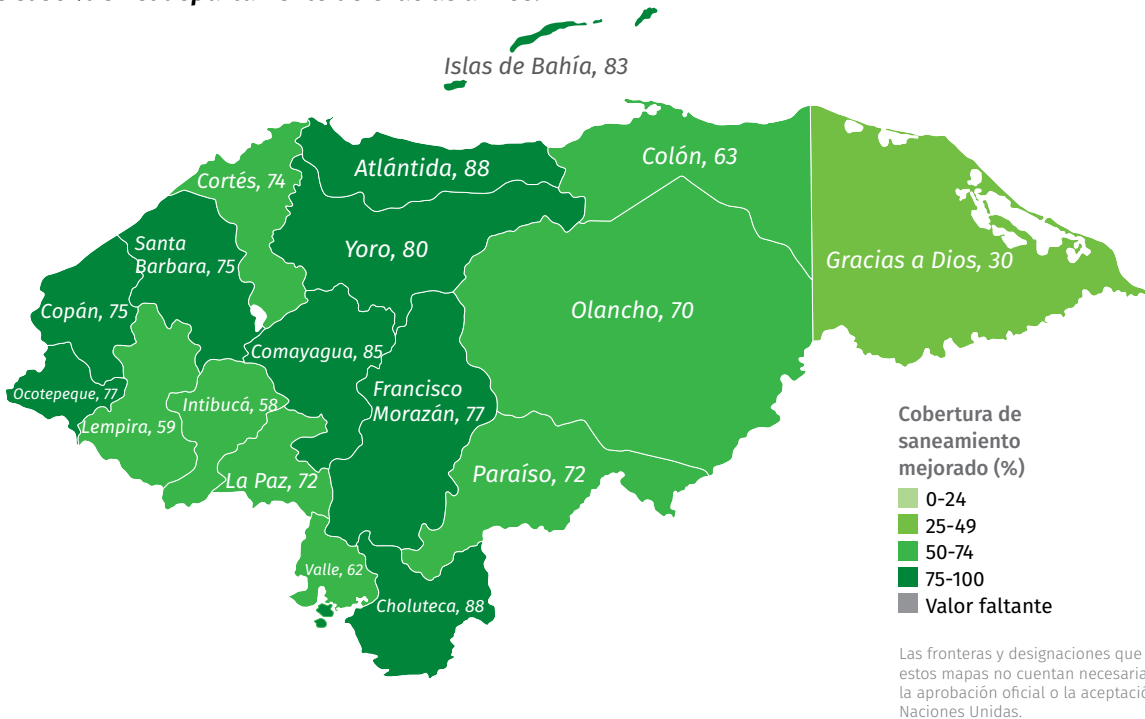 Islas de Bahía, 83
Atlántida, 88
Colón, 63
Cortés, 74
Santa
Barbara, 75
Yoro, 80
Gracias a Dios, 30
Copán, 75
Olancho, 70
Comayagua, 85
Ocotepeque, 77
Francisco
Morazán, 77
Intibucá, 58
Lempira, 59
La Paz, 72
Paraíso, 72
Valle, 62
Choluteca, 88
Cobertura de
saneamiento
mejorado (%)
0-24
25-49
50-74
75-100
Valor faltante
Las fronteras y designaciones que
estos mapas no cuentan necesaria
la aprobación oficial o la aceptació
Naciones Unidas.